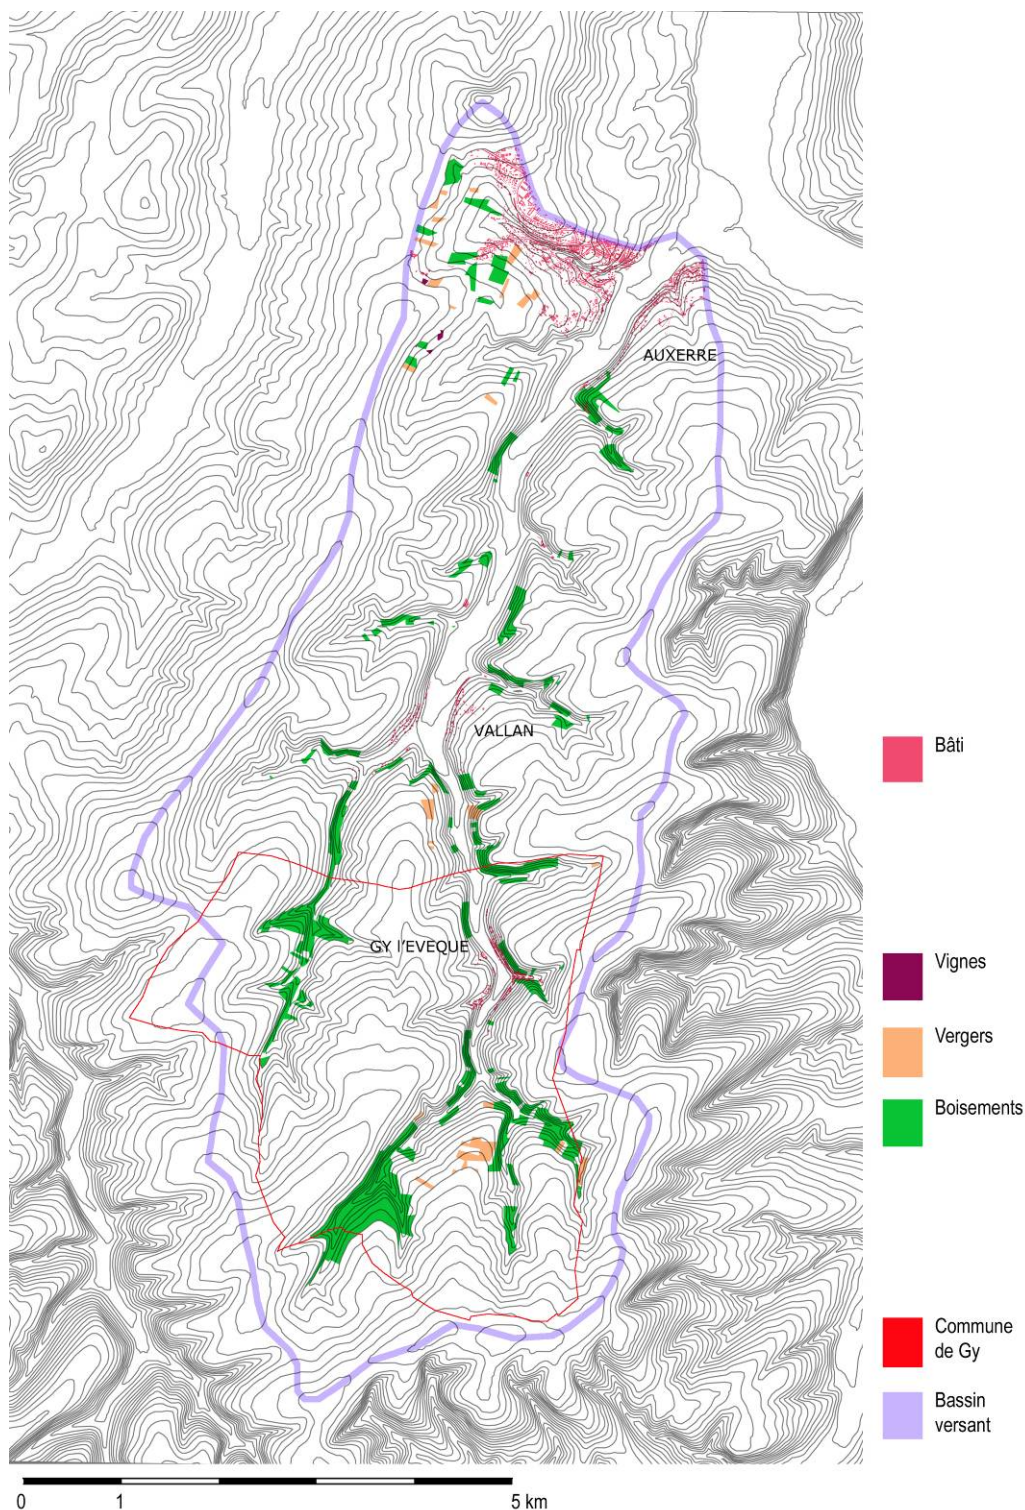 AUXERRE
VALLAN
GY l'EVEQUE
Bâti
Vignes
Vergers
Boisements
Commune
de Gy
Bassin
versant
0 1 5 km